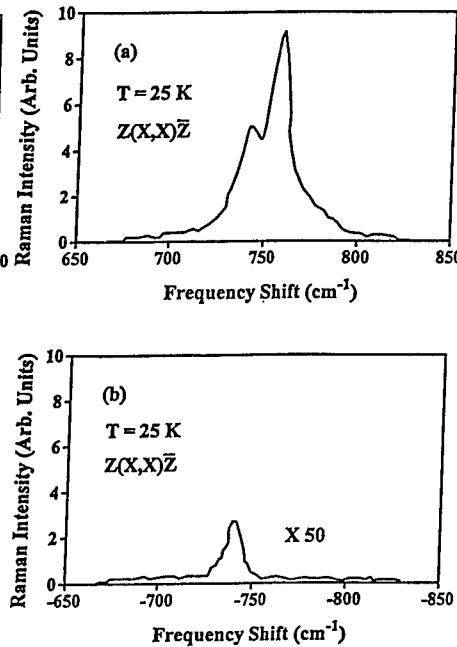 10
8
6
4
2
0
Raman Intensity (Arb. Units)
(a)
T = 25 K
Z(X,X)Z̅
0
650
700
750
800
850
Frequency Shift (cm⁻¹)
10
8
6
4
2
0
Raman Intensity (Arb. Units)
(b)
T = 25 K
Z(X,X)Z̅
X 50
-650
-700
-750
-800
-850
Frequency Shift (cm⁻¹)